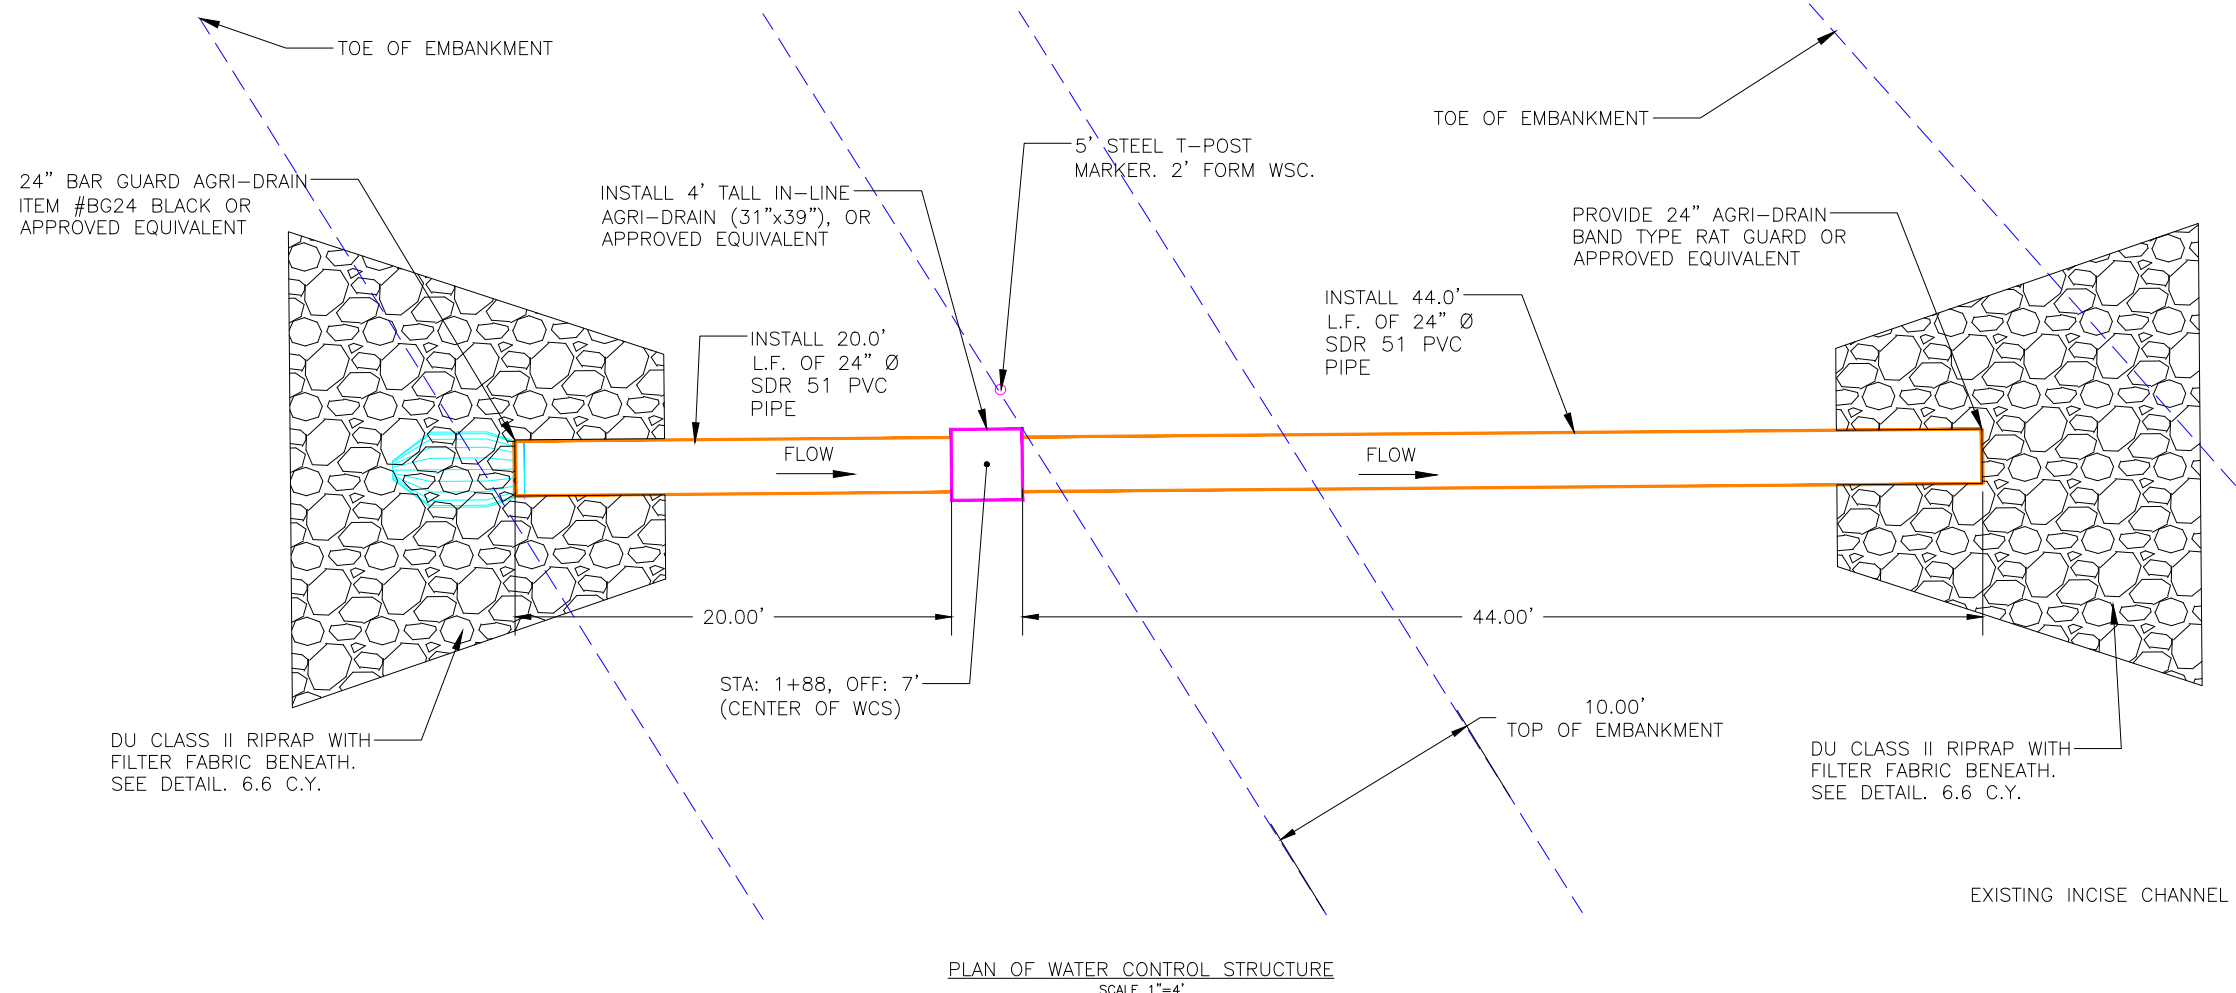 TOE OF EMBANKMENT
TOE OF EMBANKMENT
5' STEEL T-POST
MARKER. 2' FORM WSC.
24" BAR GUARD AGRI-DRAIN
ITEM #BG24 BLACK OR
APPROVED EQUIVALENT
INSTALL 4' TALL IN-LINE
AGRI-DRAIN (31"x39"), OR
APPROVED EQUIVALENT
PROVIDE 24" AGRI-DRAIN
BAND TYPE RAT GUARD OR
APPROVED EQUIVALENT
INSTALL 20.0'
L.F. OF 24" Ø
SDR 51 PVC
PIPE
INSTALL 44.0'
L.F. OF 24" Ø
SDR 51 PVC
PIPE
FLOW
FLOW
20.00'
44.00'
STA: 1+88, OFF: 7'
(CENTER OF WCS)
10.00'
TOP OF EMBANKMENT
DU CLASS II RIPRAP WITH
FILTER FABRIC BENEATH.
SEE DETAIL. 6.6 C.Y.
DU CLASS II RIPRAP WITH
FILTER FABRIC BENEATH.
SEE DETAIL. 6.6 C.Y.
EXISTING INCISE CHANNEL
PLAN OF WATER CONTROL STRUCTURE
SCALE 1"=4'